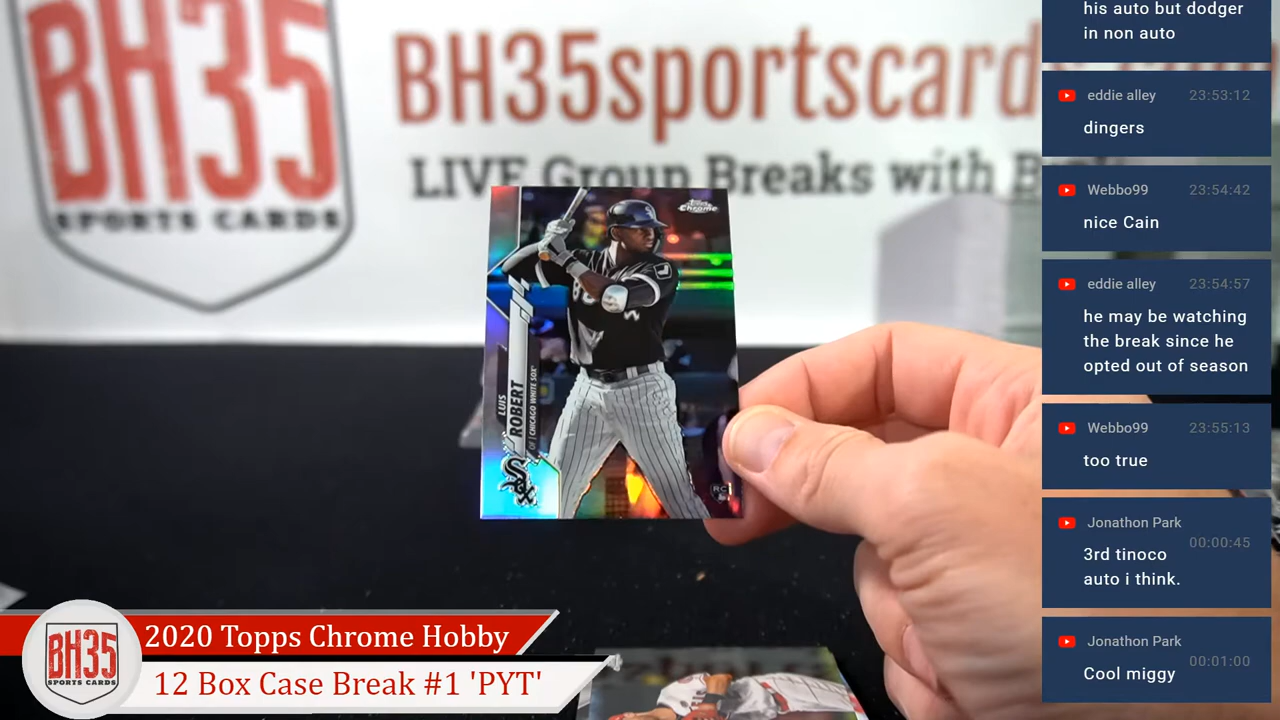 BH35
SPORTS CARDS
BH35sportscards
LIVE Group Breaks with
Topps
Chrome
LUIS
ROBERT
OF | CHICAGO WHITE SOX
SOX
RC
BH35
SPORTS CARDS
2020 Topps Chrome Hobby
12 Box Case Break #1 'PYT'
his auto but dodger
in non auto
eddie alley 23:53:12
dingers
Webbo99 23:54:42
nice Cain
eddie alley 23:54:57
he may be watching
the break since he
opted out of season
Webbo99 23:55:13
too true
Jonathon Park 00:00:45
3rd tinoco
auto i think.
Jonathon Park 00:01:00
Cool miggy